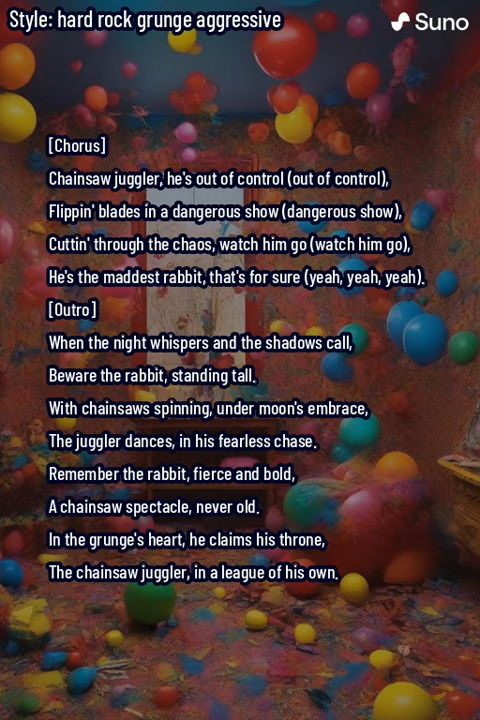 Style: hard rock grunge aggressive
Suno
[Chorus]
Chainsaw juggler, he's out of control (out of control),
Flippin' blades in a dangerous show (dangerous show),
Cuttin' through the chaos, watch him go (watch him go),
He's the maddest rabbit, that's for sure (yeah, yeah, yeah).
[Outro]
When the night whispers and the shadows call,
Beware the rabbit, standing tall.
With chainsaws spinning, under moon's embrace,
The juggler dances, in his fearless chase.
Remember the rabbit, fierce and bold,
A chainsaw spectacle, never old.
In the grunge's heart, he claims his throne,
The chainsaw juggler, in a league of his own.